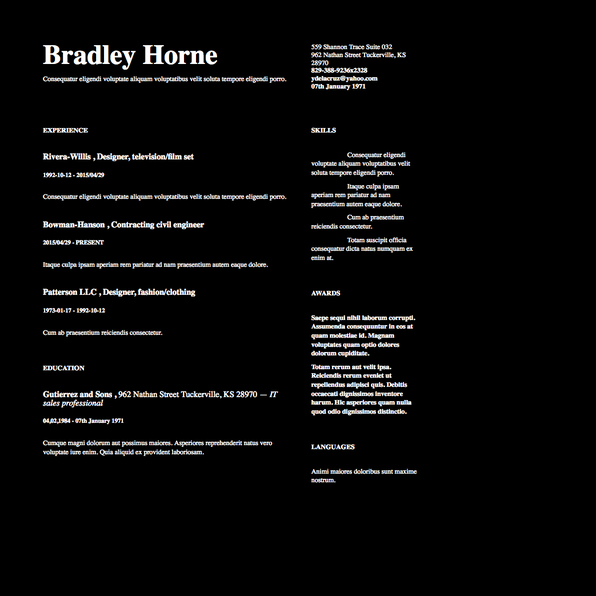 Bradley Horne
Consequatur eligendi voluptate aliquam voluptatibus velit soluta tempore eligendi porro.
559 Shannon Trace Suite 032
962 Nathan Street Tuckerville, KS
28970
829-388-9236x2328
ydelacruz@yahoo.com
07th January 1971
EXPERIENCE
Rivera-Willis , Designer, television/film set
1992-10-12 - 2015/04/29
Consequatur eligendi voluptate aliquam voluptatibus velit soluta tempore eligendi porro.
Bowman-Hanson , Contracting civil engineer
2015/04/29 - PRESENT
Itaque culpa ipsam aperiam rem pariatur ad nam praesentium autem eaque dolore.
Patterson LLC , Designer, fashion/clothing
1973-01-17 - 1992-10-12
Cum ab praesentium reiciendis consectetur.
EDUCATION
Gutierrez and Sons , 962 Nathan Street Tuckerville, KS 28970 — IT
sales professional
04,02,1984 - 07th January 1971
Cumque magni dolorum aut possimus maiores. Asperiores reprehenderit natus vero
voluptate iure enim. Quia aliquid ex provident laboriosam.
SKILLS
Consequatur eligendi
voluptate aliquam voluptatibus velit
soluta tempore eligendi porro.
Itaque culpa ipsam
aperiam rem pariatur ad nam
praesentium autem eaque dolore.
Cum ab praesentium
reiciendis consectetur.
Totam suscipit officia
consequatur dicta natus numquam ex
enim at.
AWARDS
Saepe sequi nihil laborum corrupti.
Assumenda consequuntur in eos at
quam molestiae id. Magnam
voluptates quam optio dolores
dolorum cupiditate.
Totam rerum aut velit ipsa.
Reiciendis rerum eveniet ut
repellendus adipisci quis. Debitis
occaecati dignissimos inventore
harum. Hic asperiores quam nulla
quod odio dignissimos distinctio.
LANGUAGES
Animi maiores doloribus sunt maxime
nostrum.